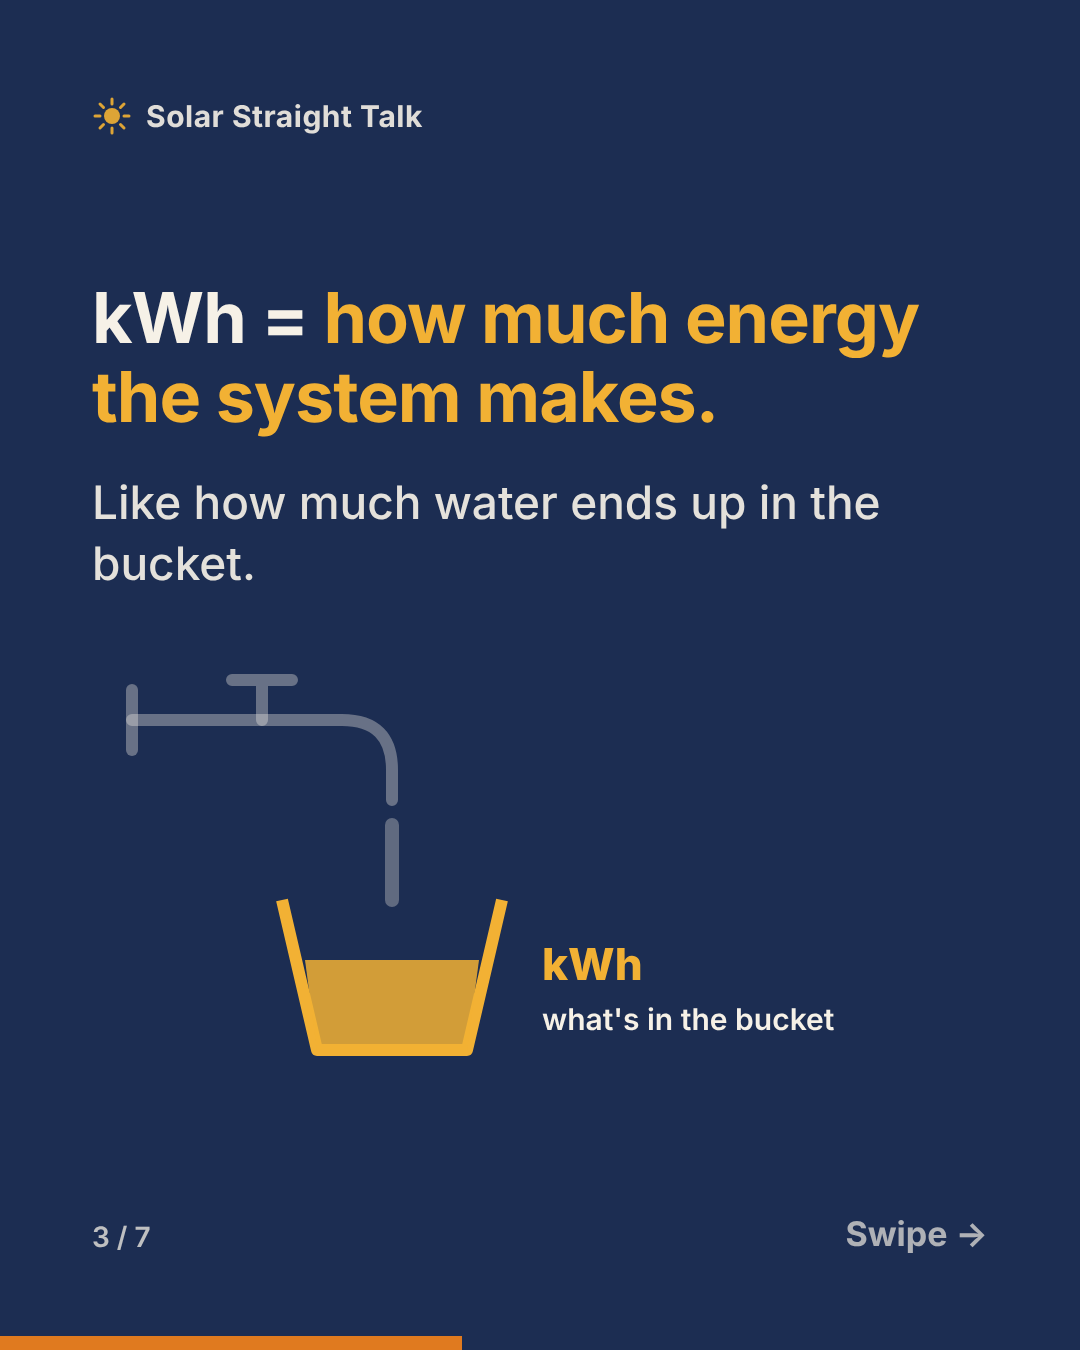 Solar Straight Talk
kWh = how much energy
the system makes.
Like how much water ends up in the
bucket.
kWh
what's in the bucket
3 / 7
Swipe →